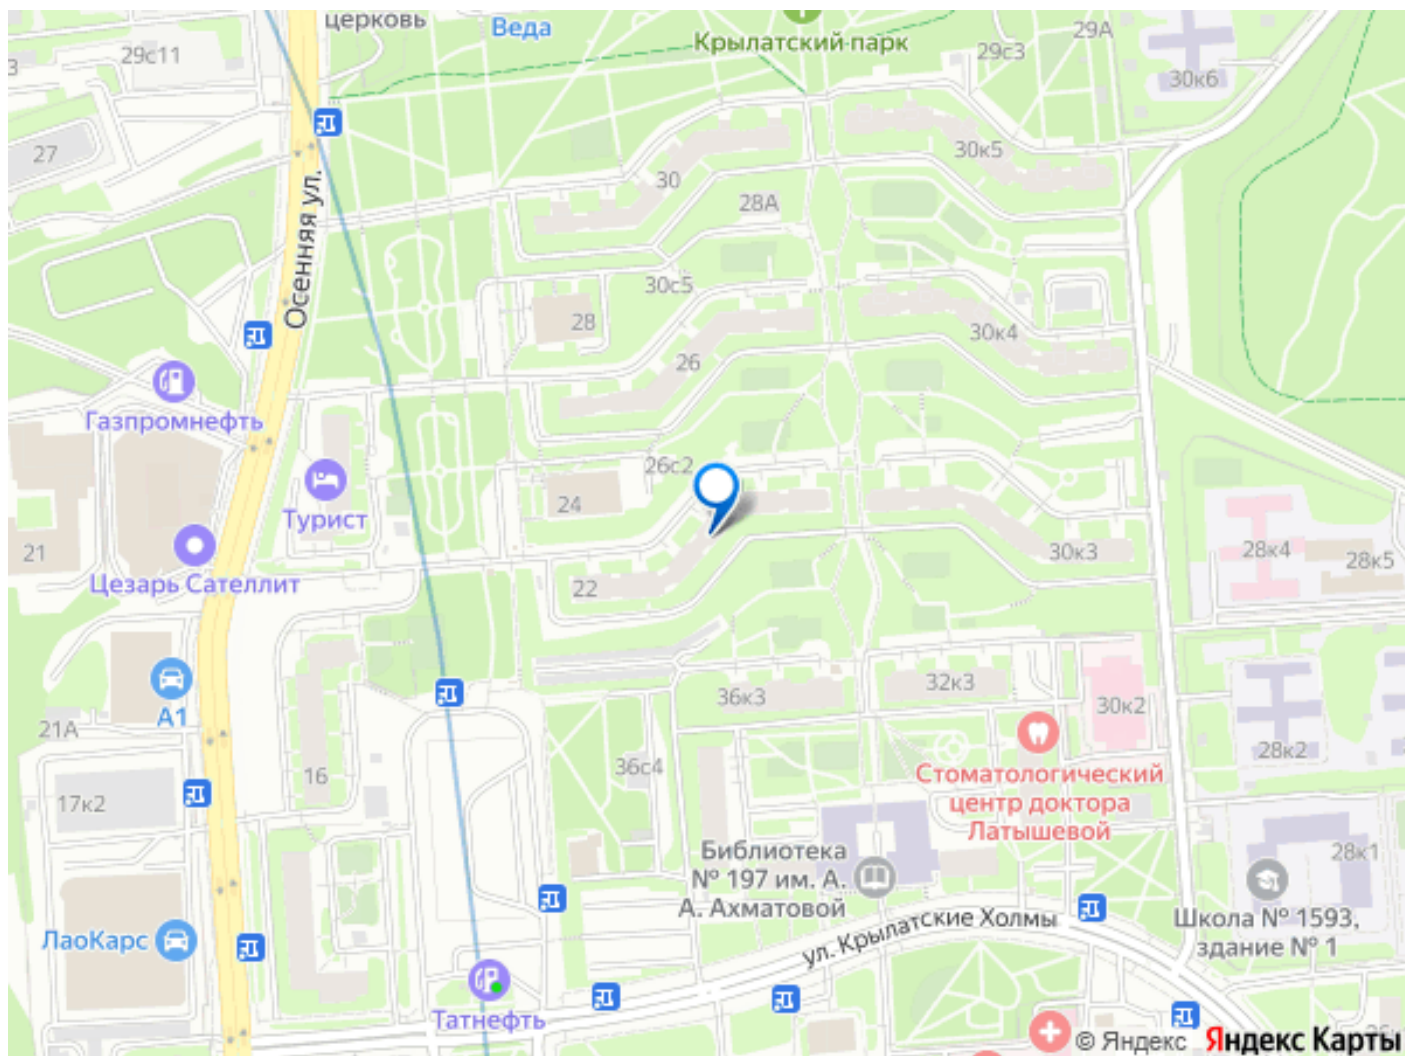 церковь
Веда
Крылатский парк
29А
29с3
29с11
30к6
3
27
30
30к5
28А
Осенняя ул.
30с5
28
30к4
26
Газпромнефть
26с2
24
Турист
21
Цезарь Сателлит
22
30к3
28к4
28к5
А1
21А
36к3
32к3
30к2
28к2
16
36с4
17к2
Стоматологический
центр доктора
Латышевой
Библиотека
№ 197 им. А.
А. Ахматовой
28к1
ЛаоКарс
ул. Крылатские Холмы
Школа № 1593,
здание № 1
Татнефть
© Яндекс Яндекс Карты